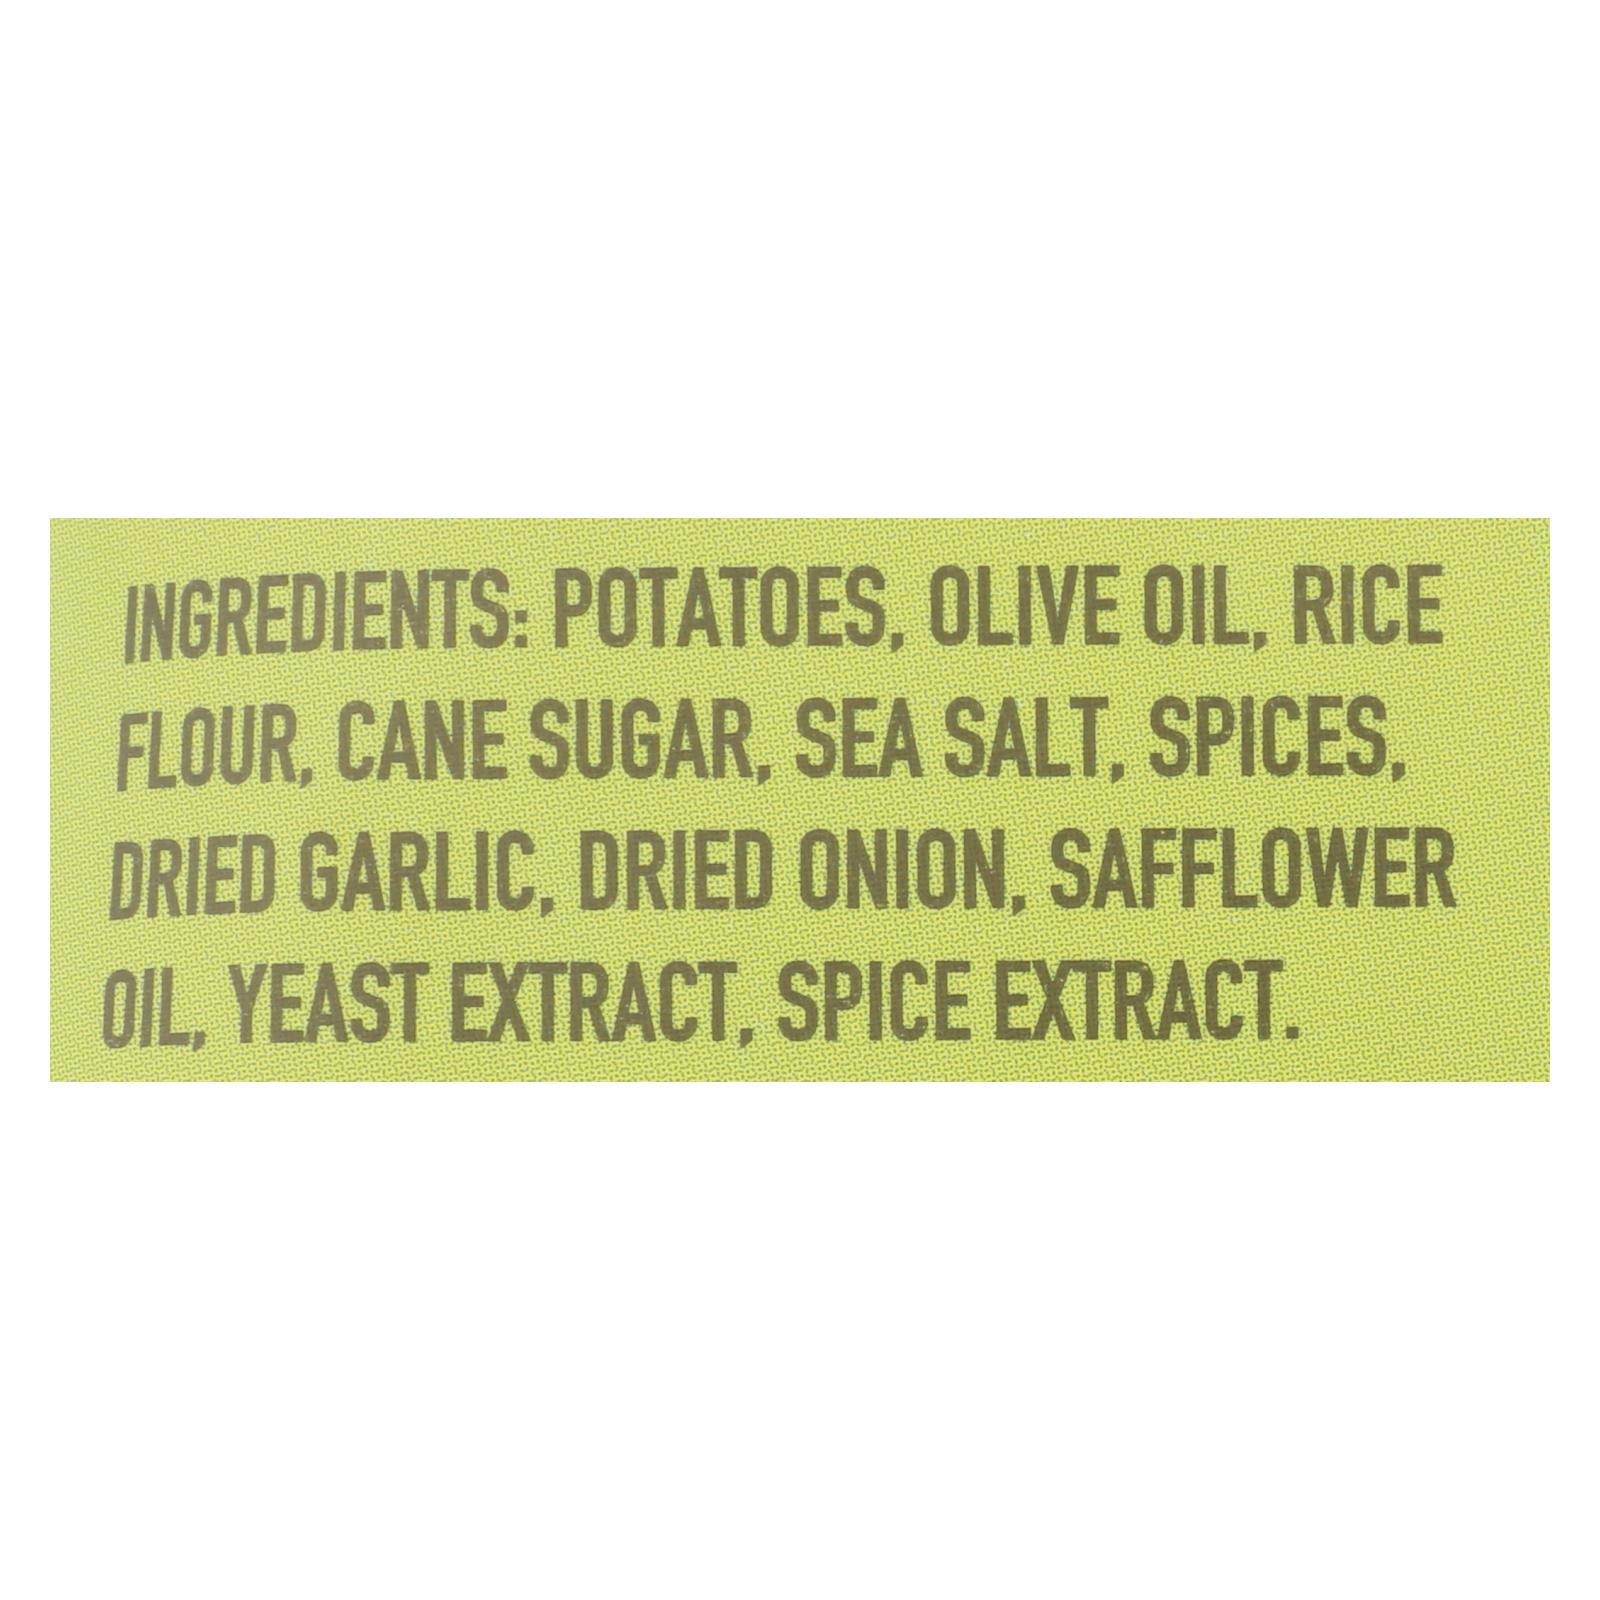 INGREDIENTS: POTATOES, OLIVE OIL, RICE
FLOUR, CANE SUGAR, SEA SALT, SPICES,
DRIED GARLIC, DRIED ONION, SAFFLOWER
OIL, YEAST EXTRACT, SPICE EXTRACT.